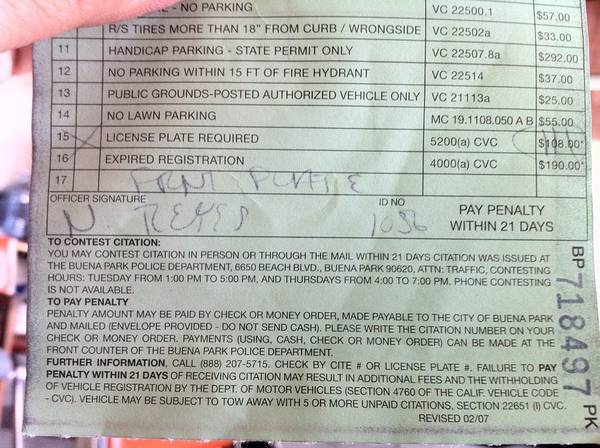 - NO PARKING VC 22500.1 $57.00
R/S TIRES MORE THAN 18" FROM CURB / WRONGSIDE VC 22502a $33.00
11 HANDICAP PARKING - STATE PERMIT ONLY VC 22507.8a $292.00
12 NO PARKING WITHIN 15 FT OF FIRE HYDRANT VC 22514 $37.00
13 PUBLIC GROUNDS-POSTED AUTHORIZED VEHICLE ONLY VC 21113a $25.00
14 NO LAWN PARKING MC 19.1108.050 A B $55.00
15 LICENSE PLATE REQUIRED 5200(a) CVC $108.00*
16 EXPIRED REGISTRATION 4000(a) CVC $190.00*
17 FRNT PLATE
OFFICER SIGNATURE ID NO PAY PENALTY
N REYES 1056 WITHIN 21 DAYS
TO CONTEST CITATION:
YOU MAY CONTEST CITATION IN PERSON OR THROUGH THE MAIL WITHIN 21 DAYS CITATION WAS ISSUED AT
THE BUENA PARK POLICE DEPARTMENT, 6650 BEACH BLVD., BUENA PARK 90620, ATTN: TRAFFIC, CONTESTING
HOURS: TUESDAY FROM 1:00 PM TO 5:00 PM, AND THURSDAYS FROM 4:00 TO 7:00 PM. PHONE CONTESTING
IS NOT AVAILABLE.
TO PAY PENALTY
PENALTY AMOUNT MAY BE PAID BY CHECK OR MONEY ORDER, MADE PAYABLE TO THE CITY OF BUENA PARK
AND MAILED (ENVELOPE PROVIDED - DO NOT SEND CASH). PLEASE WRITE THE CITATION NUMBER ON YOUR
CHECK OR MONEY ORDER. PAYMENTS (USING, CASH, CHECK OR MONEY ORDER) CAN BE MADE AT THE
FRONT COUNTER OF THE BUENA PARK POLICE DEPARTMENT.
FURTHER INFORMATION, CALL (888) 207-5715. CHECK BY CITE # OR LICENSE PLATE #. FAILURE TO PAY
PENALTY WITHIN 21 DAYS OF RECEIVING CITATION MAY RESULT IN ADDITIONAL FEES AND THE WITHHOLDING
OF VEHICLE REGISTRATION BY THE DEPT. OF MOTOR VEHICLES (SECTION 4760 OF THE CALIF. VEHICLE CODE
- CVC). VEHICLE MAY BE SUBJECT TO TOW AWAY WITH 5 OR MORE UNPAID CITATIONS, SECTION 22651 (I) CVC.
REVISED 02/07
BP 718497 PK